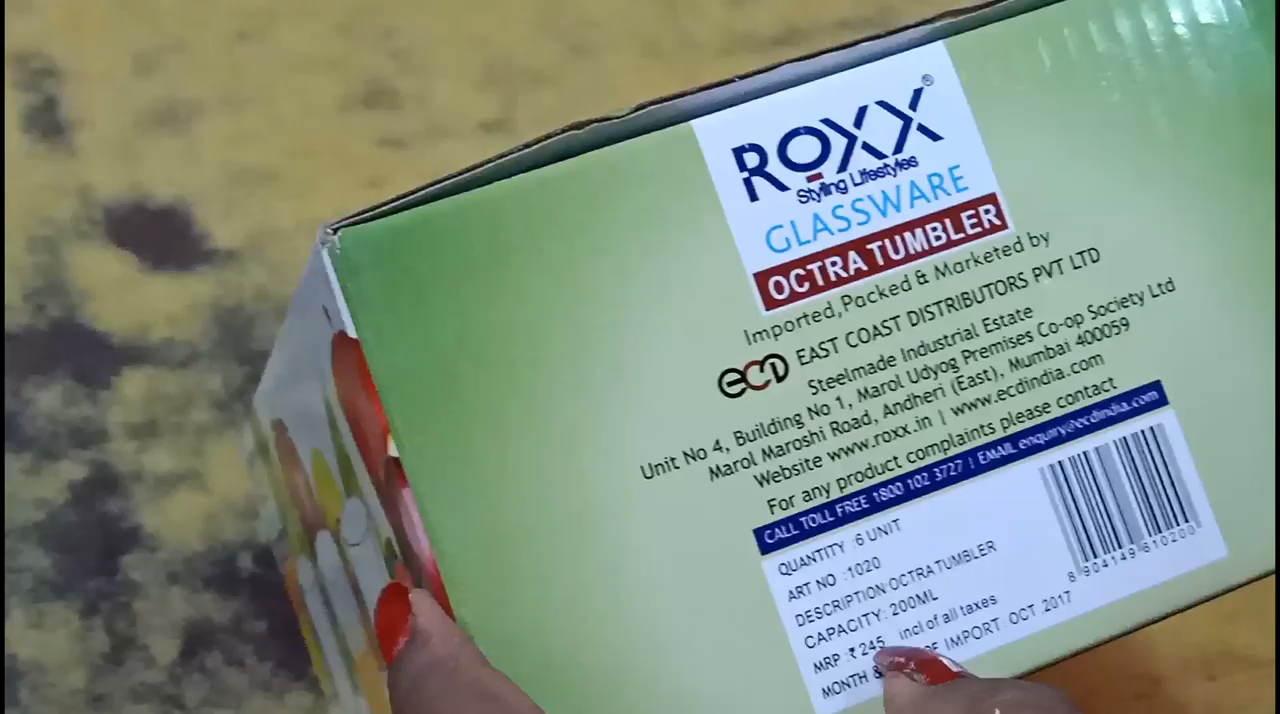 ROXX®
Styling Lifestyles
GLASSWARE
OCTRA TUMBLER
Imported,Packed & Marketed by
ecd EAST COAST DISTRIBUTORS PVT LTD
Steelmade Industrial Estate
Unit No 4, Building No 1, Marol Udyog Premises Co-op Society Ltd
Marol Maroshi Road, Andheri (East), Mumbai 400059
Website www.roxx.in | www.ecdindia.com
For any product complaints please contact
CALL TOLL FREE 1800 102 3727 | EMAIL enquiry@ecdindia.com
QUANTITY :6 UNIT
ART NO :1020
DESCRIPTION:OCTRA TUMBLER
CAPACITY: 200ML
MRP :₹ 245 incl of all taxes
MONTH & OF IMPORT OCT 2017
8 904149 610200